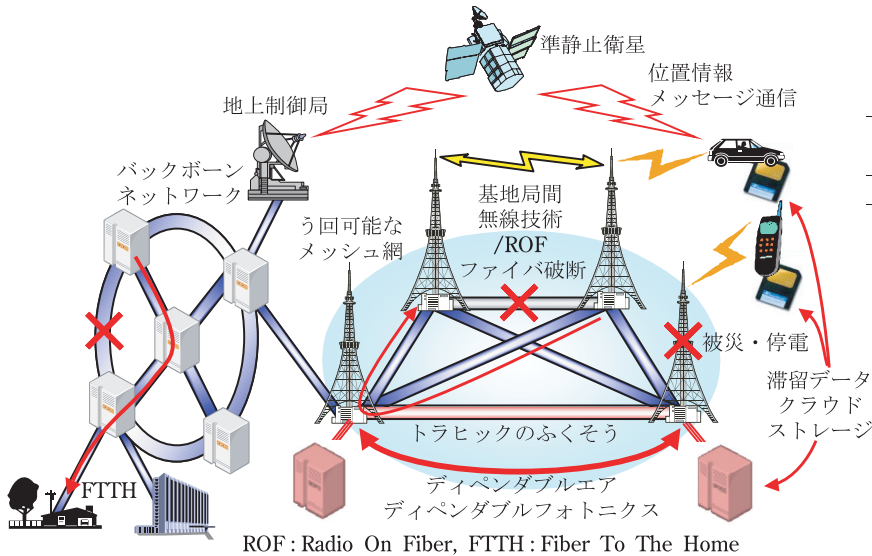 準静止衛星
位置情報
メッセージ通信
地上制御局
バックボーン
ネットワーク
う回可能な
メッシュ網
基地局間
無線技術
/ROF
ファイバ破断
被災・停電
滞留データ
クラウド
ストレージ
トラヒックのふくそう
FTTH
ディペンダブルエア
ディペンダブルフォトニクス
ROF : Radio On Fiber, FTTH : Fiber To The Home